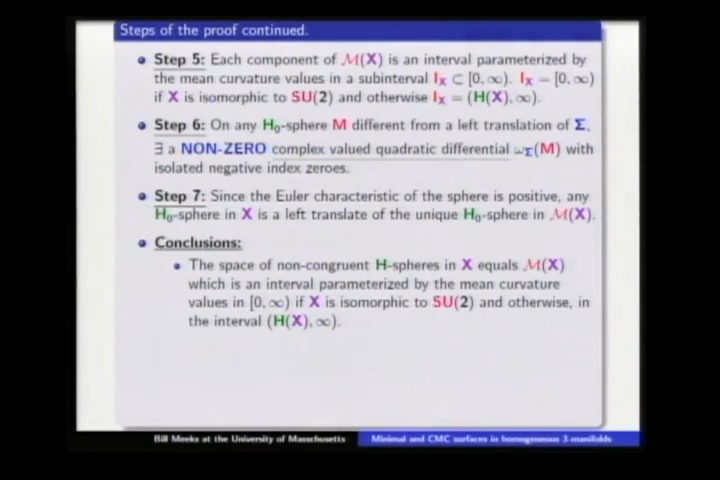 Steps of the proof continued.
Step 5: Each component of M(X) is an interval parameterized by
the mean curvature values in a subinterval I_X ⊂ [0, ∞). I_X = [0, ∞)
if X is isomorphic to SU(2) and otherwise I_X = (H(X), ∞).
Step 6: On any H₀-sphere M different from a left translation of Σ,
∃ a NON-ZERO complex valued quadratic differential ω_Σ(M) with
isolated negative index zeroes.
Step 7: Since the Euler characteristic of the sphere is positive, any
H₀-sphere in X is a left translate of the unique H₀-sphere in M(X).
Conclusions:
The space of non-congruent H-spheres in X equals M(X)
which is an interval parameterized by the mean curvature
values in [0, ∞) if X is isomorphic to SU(2) and otherwise, in
the interval (H(X), ∞).
Bill Meeks at the University of Massachusetts
Minimal and CMC surfaces in homogeneous 3-manifolds